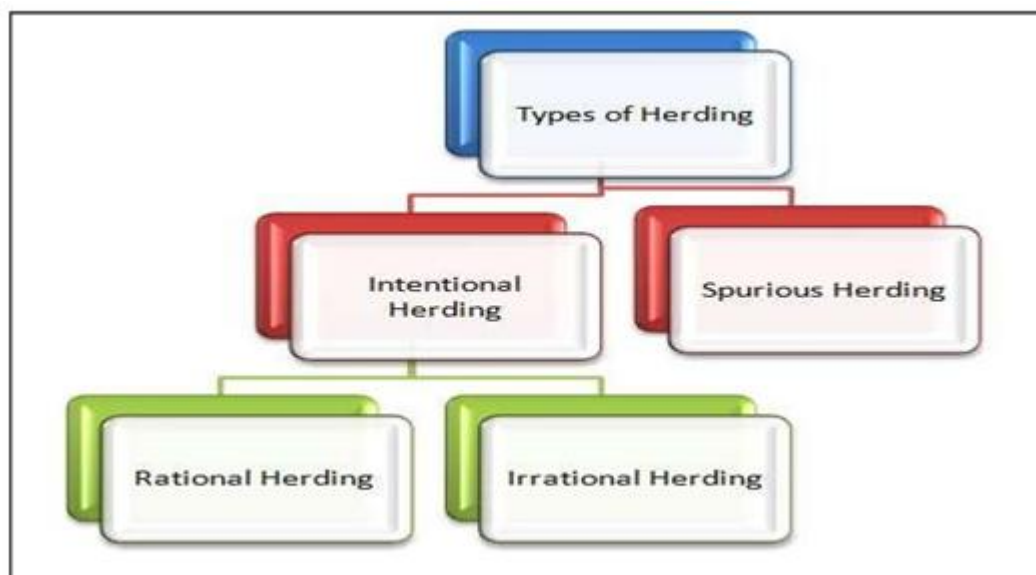 Types of Herding
Intentional
Herding
Spurious Herding
Rational Herding
Irrational Herding